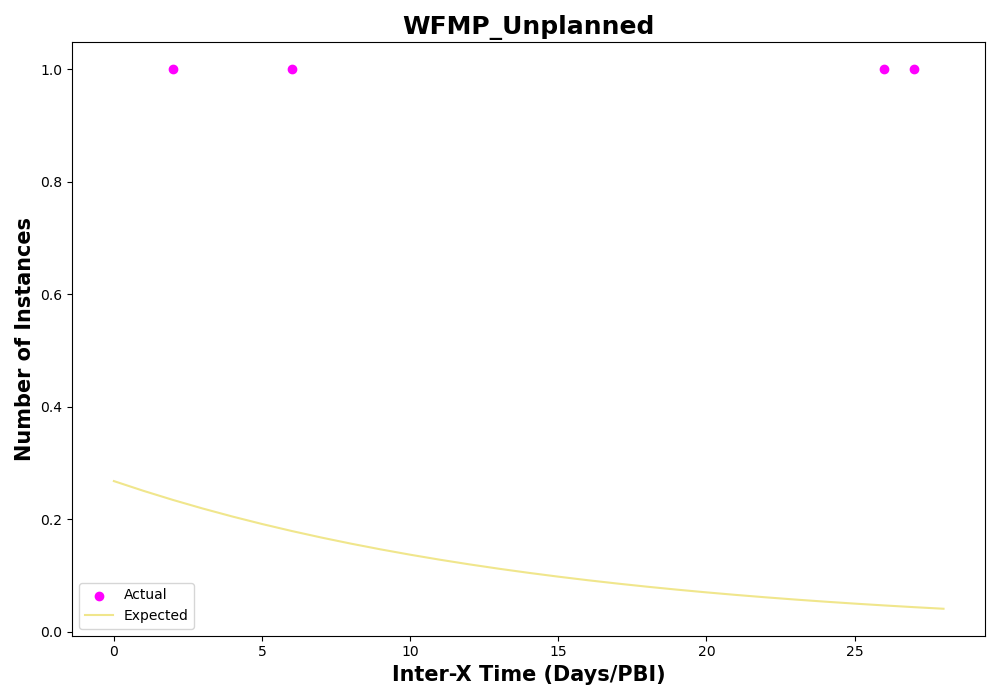 WFMP_Unplanned
Number of Instances
1.0
0.8
0.6
0.4
0.2
0.0
Actual
Expected
0 5 10 15 20 25
Inter-X Time (Days/PBI)